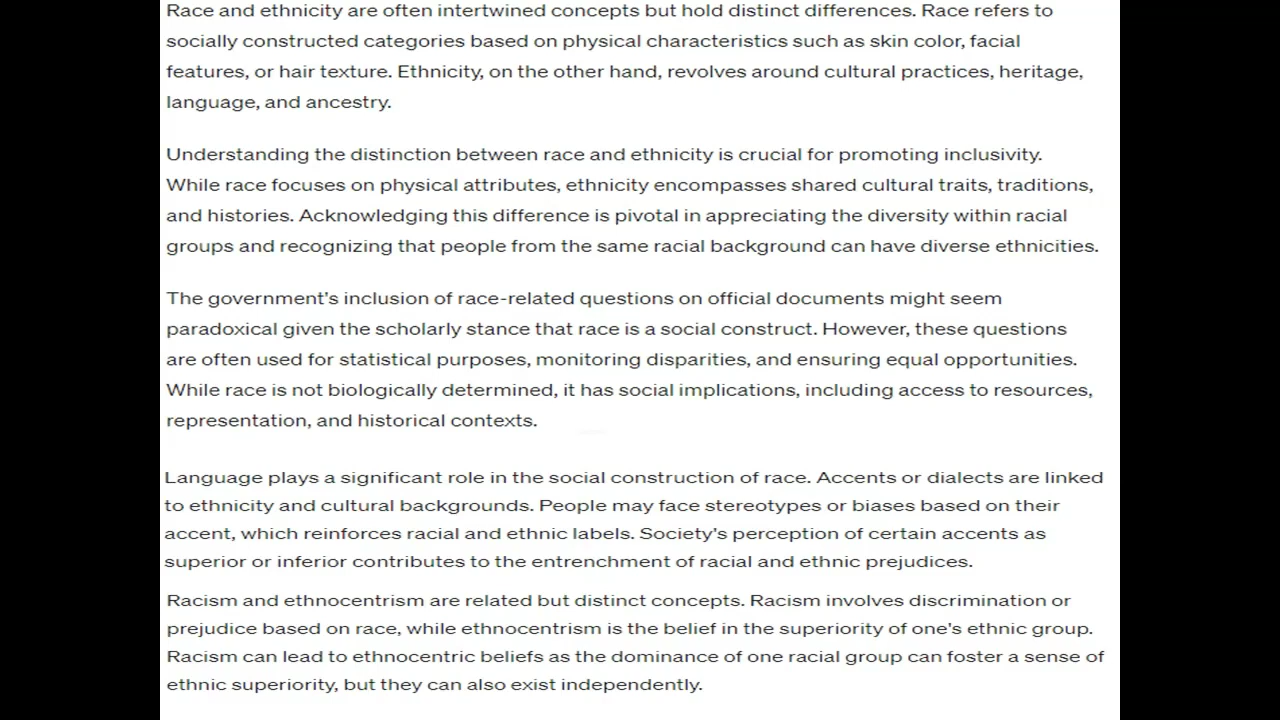 Race and ethnicity are often intertwined concepts but hold distinct differences. Race refers to
socially constructed categories based on physical characteristics such as skin color, facial
features, or hair texture. Ethnicity, on the other hand, revolves around cultural practices, heritage,
language, and ancestry.
Understanding the distinction between race and ethnicity is crucial for promoting inclusivity.
While race focuses on physical attributes, ethnicity encompasses shared cultural traits, traditions,
and histories. Acknowledging this difference is pivotal in appreciating the diversity within racial
groups and recognizing that people from the same racial background can have diverse ethnicities.
The government's inclusion of race-related questions on official documents might seem
paradoxical given the scholarly stance that race is a social construct. However, these questions
are often used for statistical purposes, monitoring disparities, and ensuring equal opportunities.
While race is not biologically determined, it has social implications, including access to resources,
representation, and historical contexts.
Language plays a significant role in the social construction of race. Accents or dialects are linked
to ethnicity and cultural backgrounds. People may face stereotypes or biases based on their
accent, which reinforces racial and ethnic labels. Society's perception of certain accents as
superior or inferior contributes to the entrenchment of racial and ethnic prejudices.
Racism and ethnocentrism are related but distinct concepts. Racism involves discrimination or
prejudice based on race, while ethnocentrism is the belief in the superiority of one's ethnic group.
Racism can lead to ethnocentric beliefs as the dominance of one racial group can foster a sense of
ethnic superiority, but they can also exist independently.